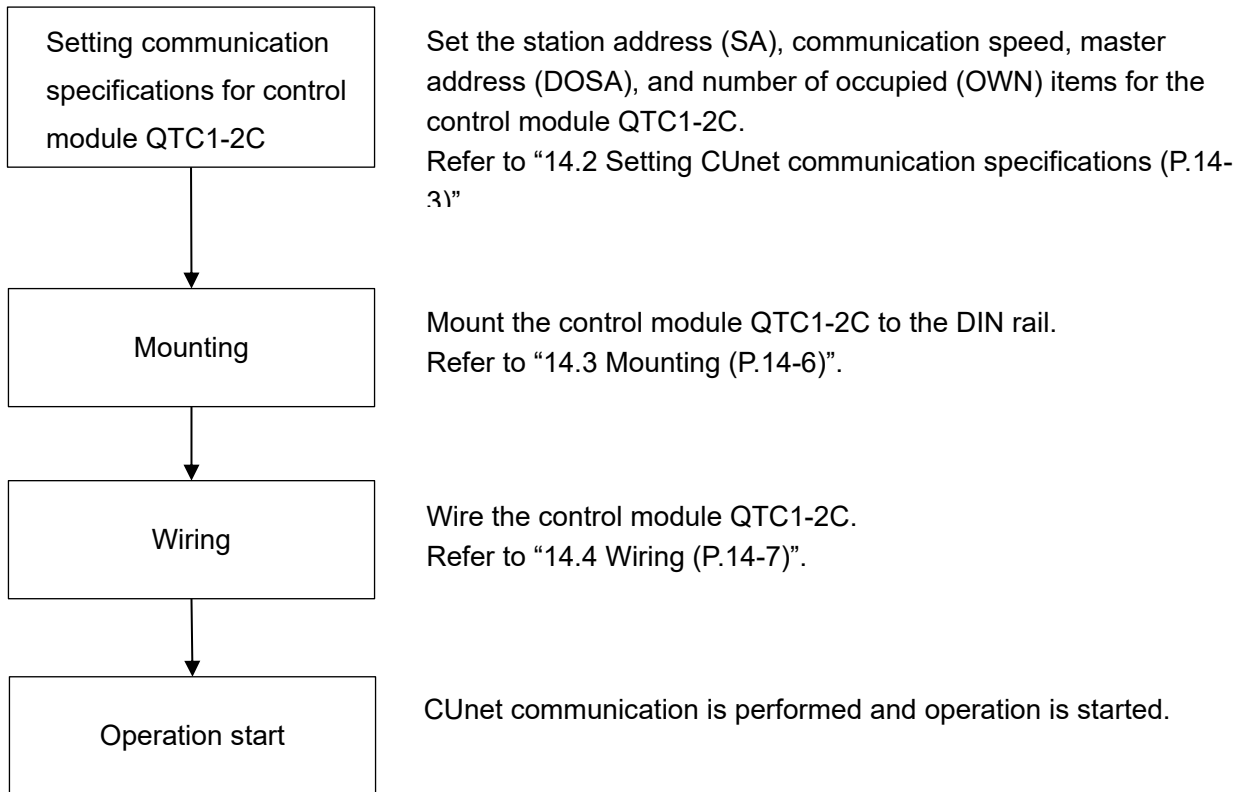 Setting communication
specifications for control
module QTC1-2C
Set the station address (SA), communication speed, master
address (DOSA), and number of occupied (OWN) items for the
control module QTC1-2C.
Refer to “14.2 Setting CUnet communication specifications (P.14-
3)”
Mounting
Mount the control module QTC1-2C to the DIN rail.
Refer to “14.3 Mounting (P.14-6)”.
Wiring
Wire the control module QTC1-2C.
Refer to “14.4 Wiring (P.14-7)”.
Operation start
CUnet communication is performed and operation is started.